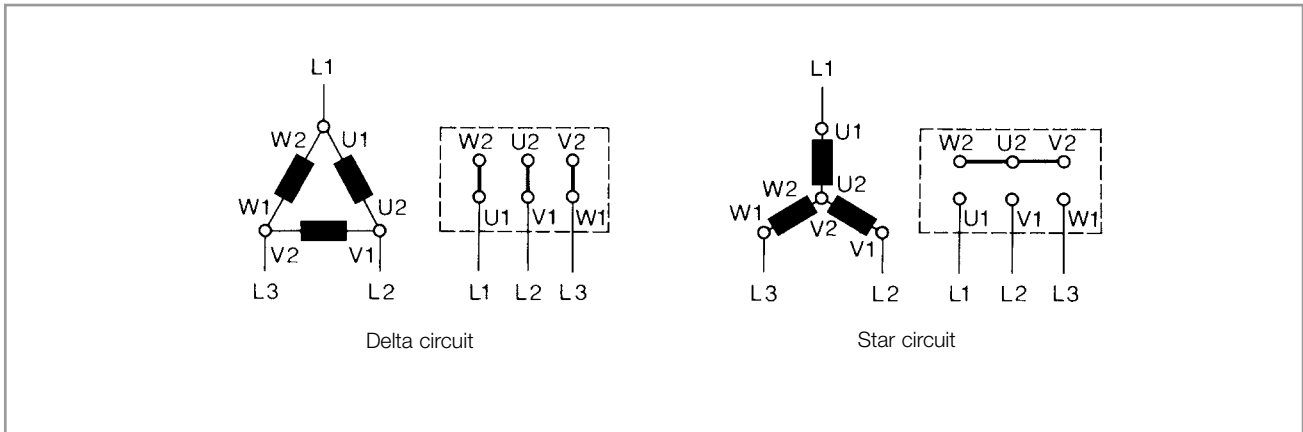 L1
W2 U1
W1 U2
V2 V1
L3 L2
W2 U2 V2
U1 V1 W1
L1 L2 L3
Delta circuit
L1
U1
W2 U2
W1 V2 V1
L3 L2
W2 U2 V2
U1 V1 W1
L1 L2 L3
Star circuit